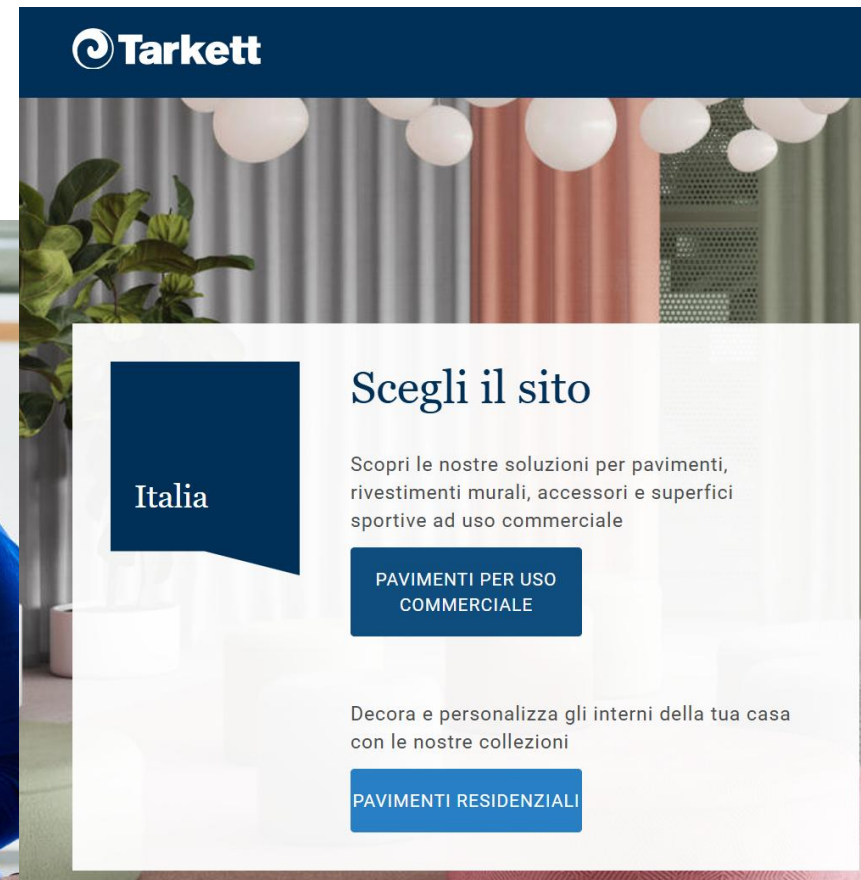 Tarkett
Scegli il sito
Italia
Scopri le nostre soluzioni per pavimenti,
rivestimenti murali, accessori e superfici
sportive ad uso commerciale
PAVIMENTI PER USO
COMMERCIALE
Decora e personalizza gli interni della tua casa
con le nostre collezioni
PAVIMENTI RESIDENZIALI